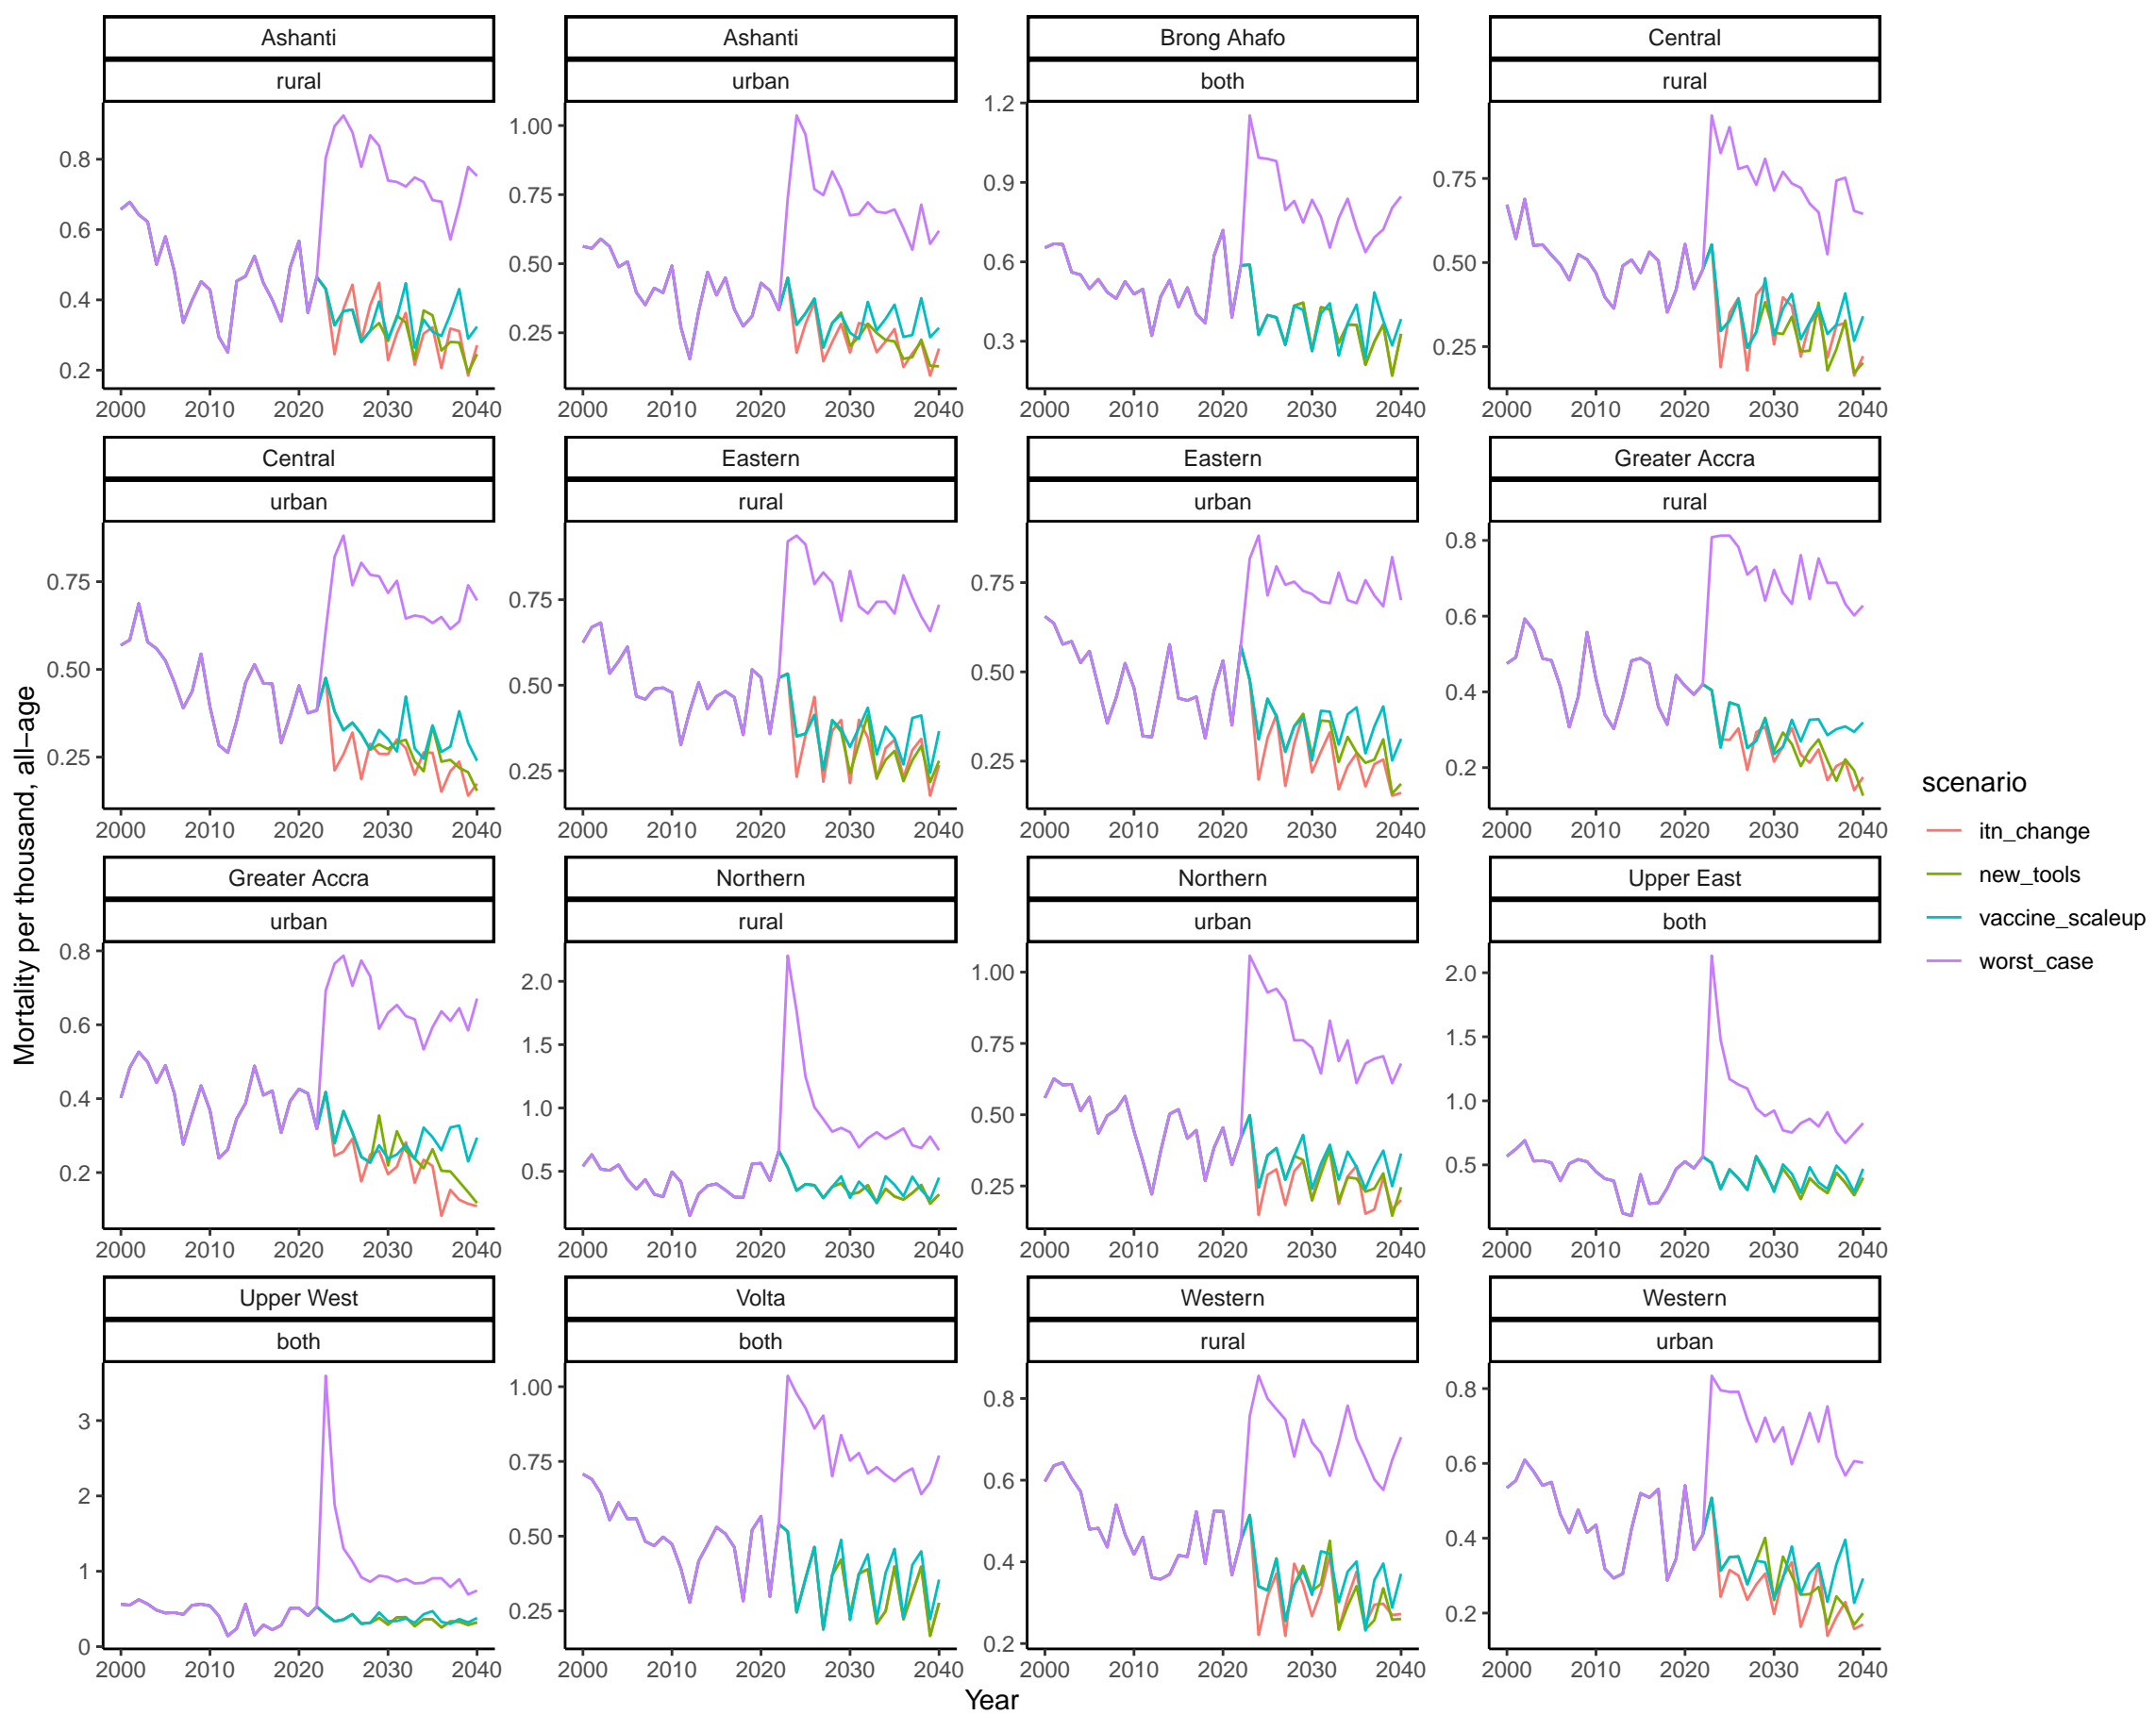 Ashanti
rural
Ashanti
urban
Brong Ahafo
both
Central
rural
0.8
0.6
0.4
0.2
1.00
0.75
0.50
0.25
1.2
0.9
0.6
0.3
0.75
0.50
0.25
2000 2010 2020 2030 2040
2000 2010 2020 2030 2040
2000 2010 2020 2030 2040
2000 2010 2020 2030 2040
Central
urban
Eastern
rural
Eastern
urban
Greater Accra
rural
0.75
0.50
0.25
0.75
0.50
0.25
0.75
0.50
0.25
0.8
0.6
0.4
0.2
2000 2010 2020 2030 2040
2000 2010 2020 2030 2040
2000 2010 2020 2030 2040
2000 2010 2020 2030 2040
Greater Accra
urban
Northern
rural
Northern
urban
Upper East
both
0.8
0.6
0.4
0.2
2.0
1.5
1.0
0.5
1.00
0.75
0.50
0.25
2.0
1.5
1.0
0.5
2000 2010 2020 2030 2040
2000 2010 2020 2030 2040
2000 2010 2020 2030 2040
2000 2010 2020 2030 2040
Upper West
both
Volta
both
Western
rural
Western
urban
3
2
1
0
1.00
0.75
0.50
0.25
0.8
0.6
0.4
0.2
0.8
0.6
0.4
0.2
2000 2010 2020 2030 2040
2000 2010 2020 2030 2040
2000 2010 2020 2030 2040
2000 2010 2020 2030 2040
Year
Mortality per thousand, all−age
scenario
itn_change
new_tools
vaccine_scaleup
worst_case